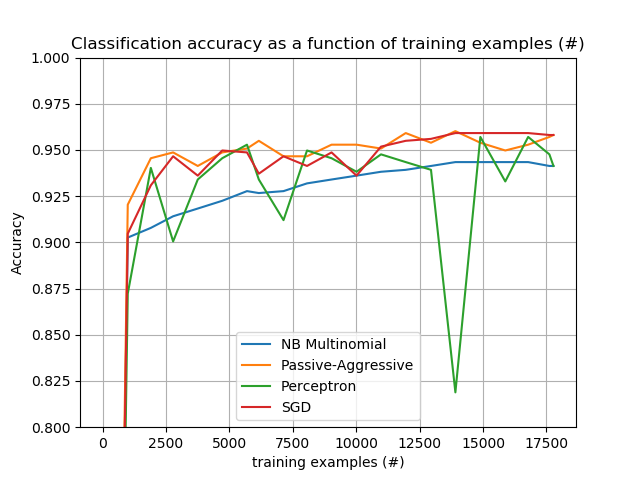 Classification accuracy as a function of training examples (#)
1.000
0.975
0.950
0.925
0.900
0.875
0.850
0.825
0.800
Accuracy
NB Multinomial
Passive-Aggressive
Perceptron
SGD
0 2500 5000 7500 10000 12500 15000 17500
training examples (#)